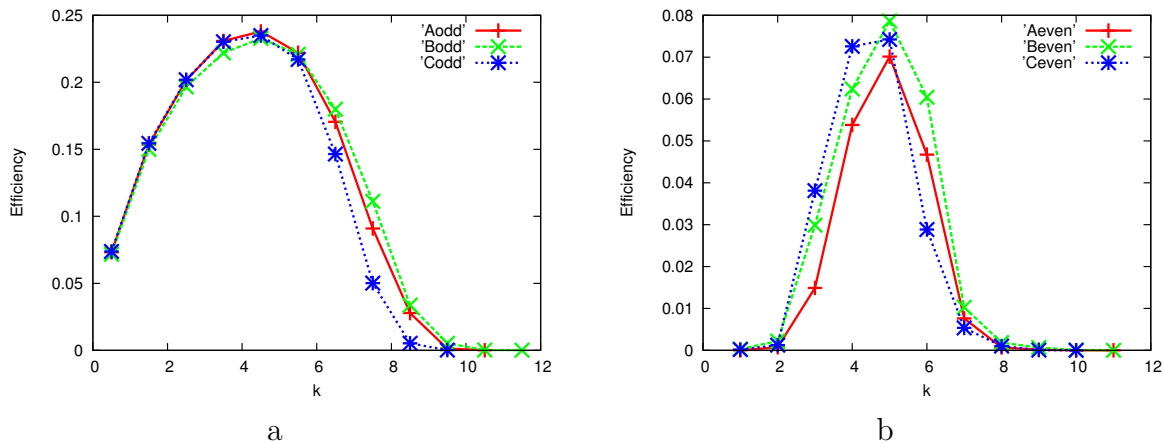 'Aodd'
'Bodd'
'Codd'
Efficiency
0.25
0.2
0.15
0.1
0.05
0
0 2 4 6 8 10 12
k
a
'Aeven'
'Beven'
'Ceven'
Efficiency
0.08
0.07
0.06
0.05
0.04
0.03
0.02
0.01
0
0 2 4 6 8 10 12
k
b